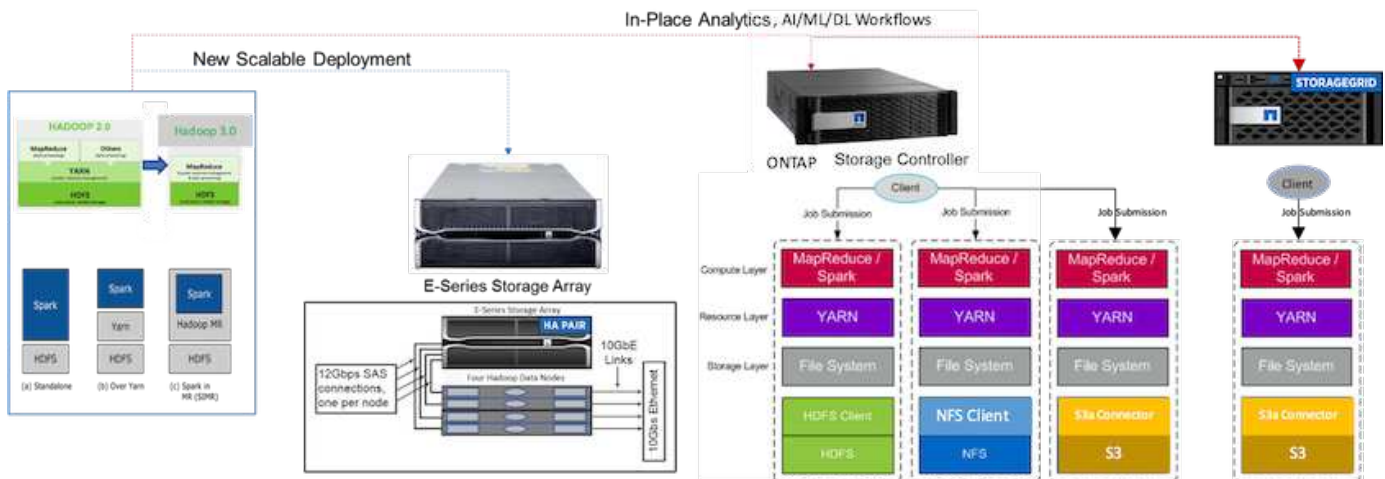 In-Place Analytics, AI/ML/DL Workflows
New Scalable Deployment
HADOOP 2.0
Hadoop 3.0
MapReduce
Others
YARN
HDFS
MapReduce
HDFS
Spark
HDFS
(a) Standalone
Spark
Yarn
HDFS
(b) Over Yarn
Spark
Hadoop MR
HDFS
(c) Spark in
MR (SIMR)
E-Series Storage Array
E-Series Storage Array
HA PAIR
10GbE
Links
12Gbps SAS
connections,
one per node
Four Hadoop Data Nodes
10Gbs Ethernet
ONTAP
Storage Controller
STORAGEGRID
Client
Job Submission
Job Submission
Job Submission
Compute Layer
Resource Layer
Storage Layer
MapReduce /
Spark
YARN
File System
HDFS Client
HDFS
MapReduce /
Spark
YARN
File System
NFS Client
NFS
MapReduce /
Spark
YARN
File System
S3a Connector
S3
Client
Job Submission
MapReduce /
Spark
YARN
File System
S3a Connector
S3